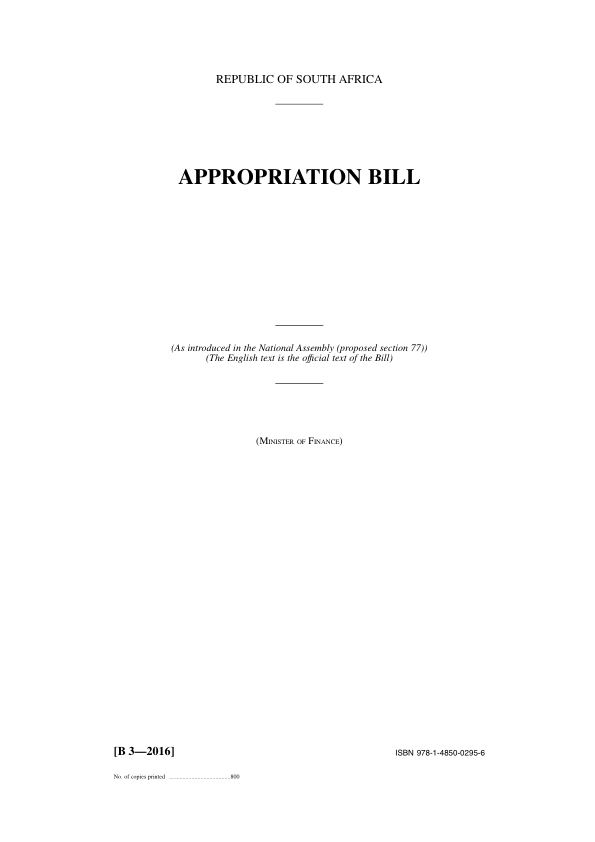 REPUBLIC OF SOUTH AFRICA
APPROPRIATION BILL
(As introduced in the National Assembly (proposed section 77))
(The English text is the official text of the Bill)
(Minister of Finance)
[B 3—2016]
ISBN 978-1-4850-0295-6
No. of copies printed .........................................800